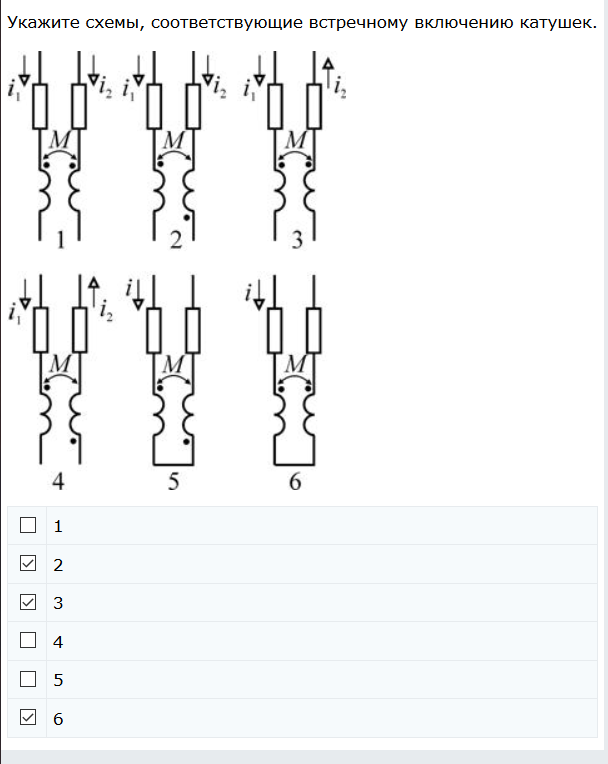 Укажите схемы, соответствующие встречному включению катушек.
i₁ i₂ i₁ i₂ i₁ i₂
M M M
1 2 3
i₁ i₂ i i
M M M
4 5 6
1
2
3
4
5
6